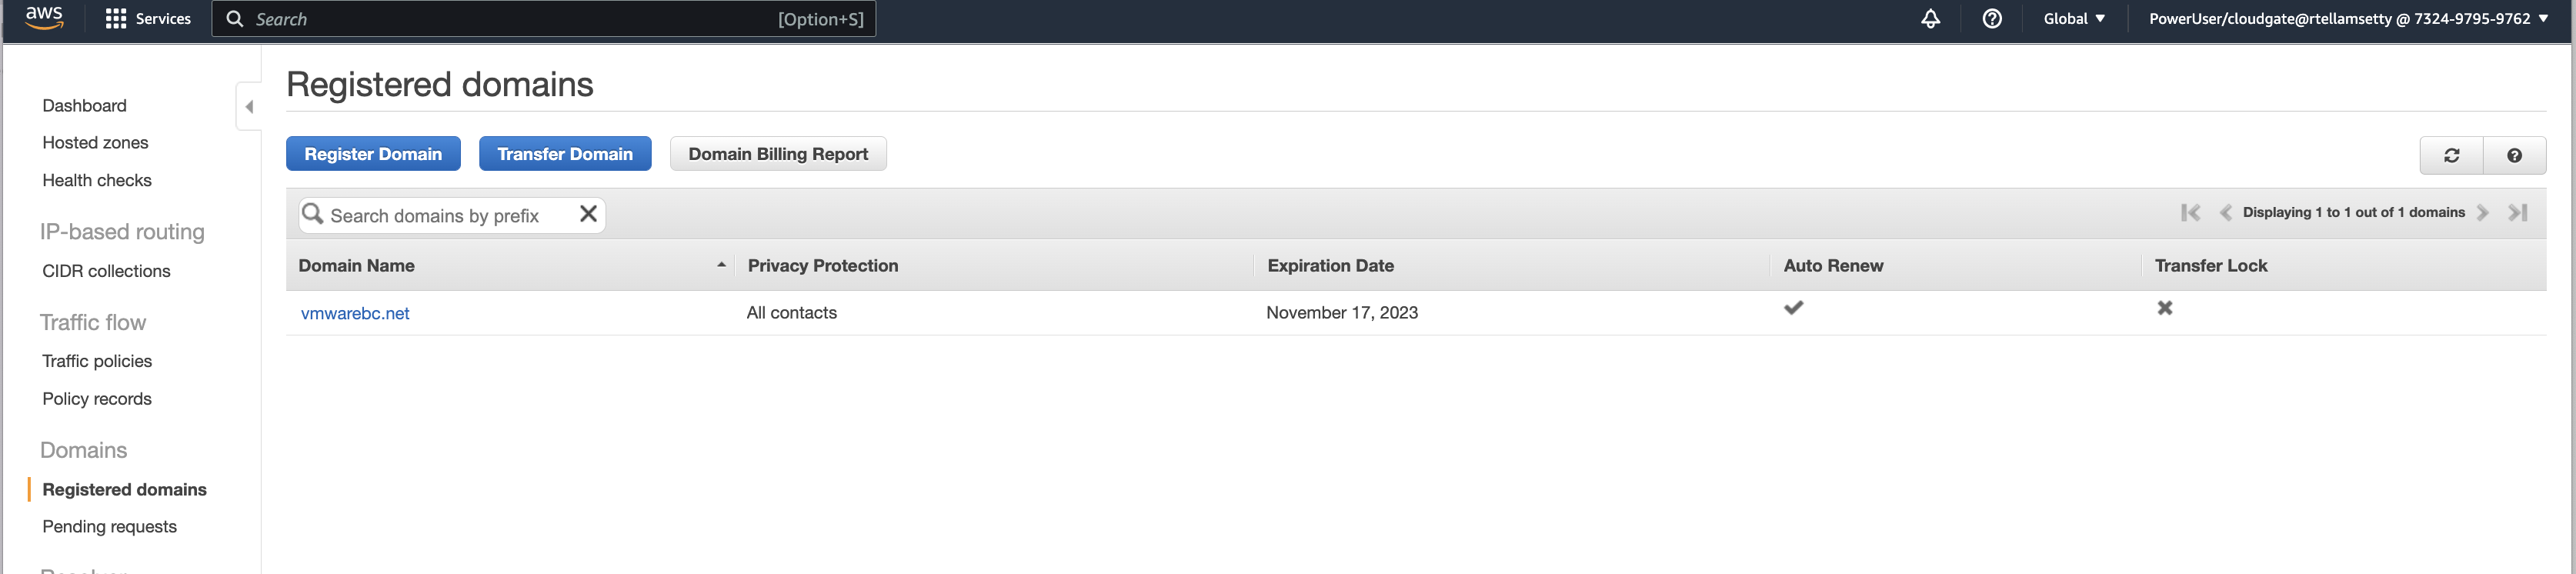 aws
Services
Search
[Option+S]
Global
PowerUser/cloudgate@rtellamsetty @ 7324-9795-9762
Dashboard
Hosted zones
Health checks
IP-based routing
CIDR collections
Traffic flow
Traffic policies
Policy records
Domains
Registered domains
Pending requests
Registered domains
Register Domain
Transfer Domain
Domain Billing Report
Search domains by prefix
Displaying 1 to 1 out of 1 domains
Domain Name
Privacy Protection
Expiration Date
Auto Renew
Transfer Lock
vmwarebc.net
All contacts
November 17, 2023